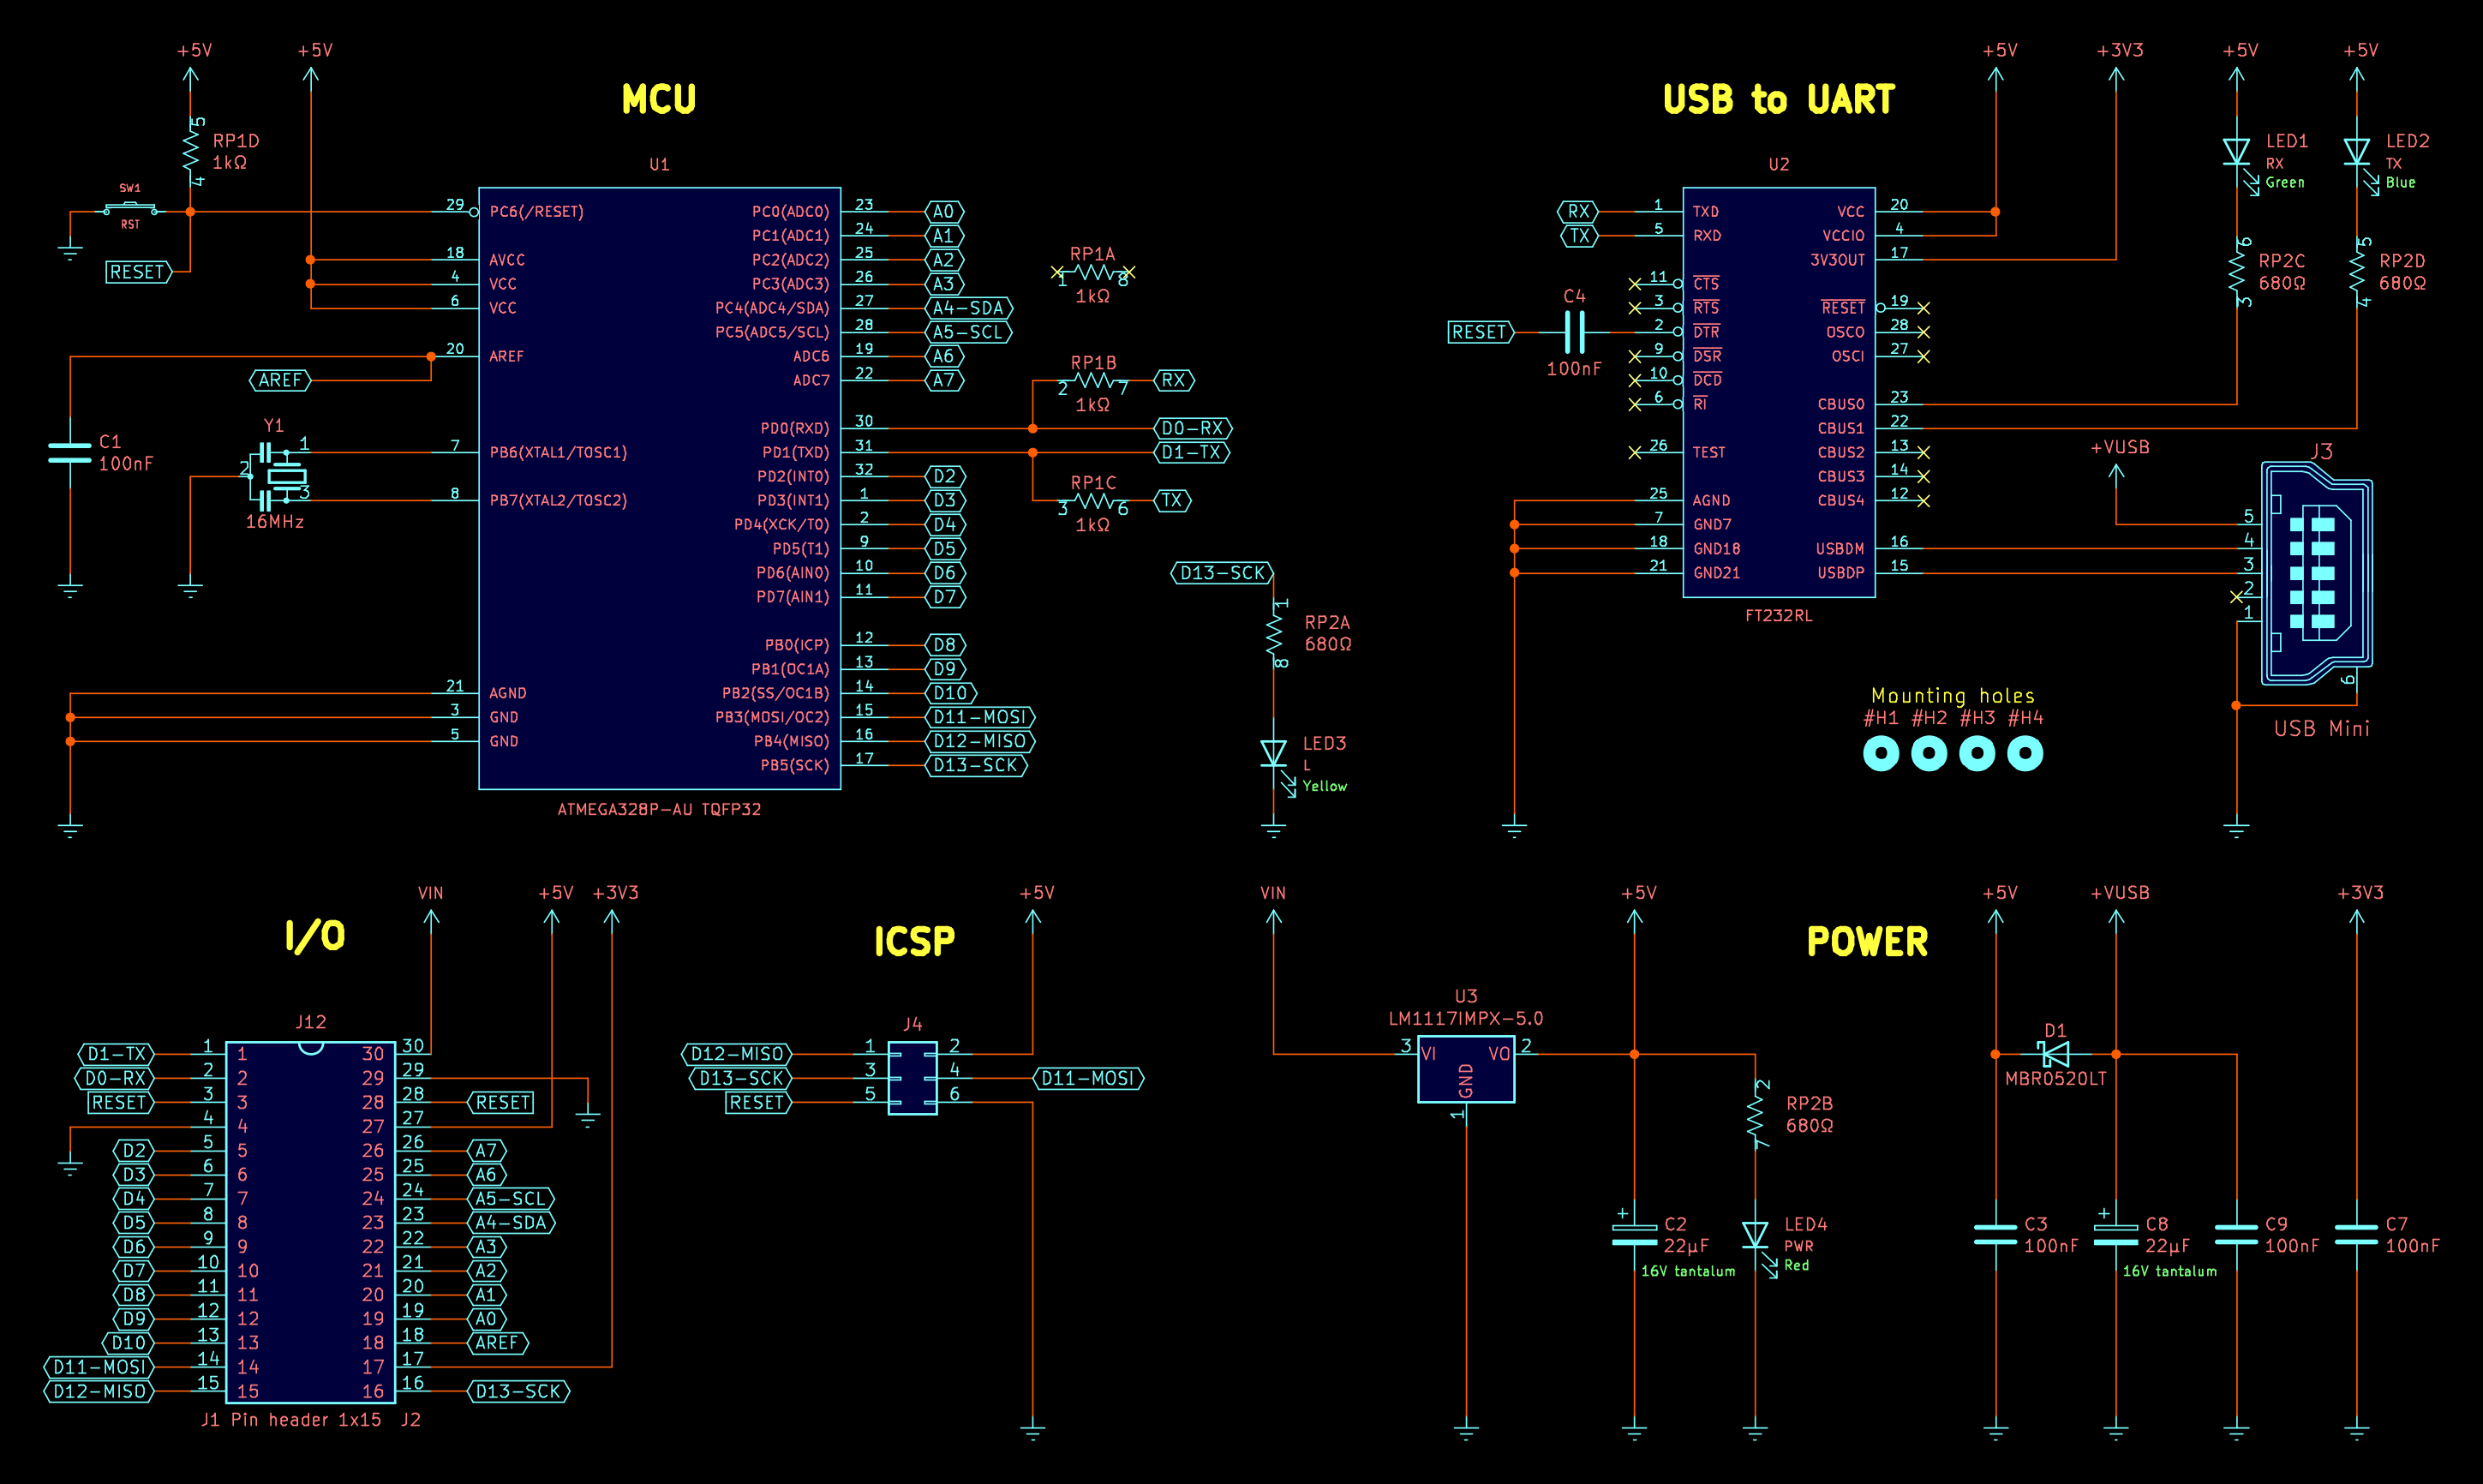 MCU
+5V
+5V
RP1D
1kΩ
5
4
SW1
RST
RESET
AREF
C1
100nF
Y1
1
2
3
16MHz
U1
29 PC6(/RESET)
18 AVCC
4 VCC
6 VCC
20 AREF
7 PB6(XTAL1/TOSC1)
8 PB7(XTAL2/TOSC2)
21 AGND
3 GND
5 GND
PC0(ADC0) 23 A0
PC1(ADC1) 24 A1
PC2(ADC2) 25 A2
PC3(ADC3) 26 A3
PC4(ADC4/SDA) 27 A4-SDA
PC5(ADC5/SCL) 28 A5-SCL
ADC6 19 A6
ADC7 22 A7
PD0(RXD) 30 D0-RX
PD1(TXD) 31 D1-TX
PD2(INT0) 32 D2
PD3(INT1) 1 D3
PD4(XCK/T0) 2 D4
PD5(T1) 9 D5
PD6(AIN0) 10 D6
PD7(AIN1) 11 D7
PB0(ICP) 12 D8
PB1(OC1A) 13 D9
PB2(SS/OC1B) 14 D10
PB3(MOSI/OC2) 15 D11-MOSI
PB4(MISO) 16 D12-MISO
PB5(SCK) 17 D13-SCK
ATMEGA328P-AU TQFP32
RP1A
1 8
1kΩ
RP1B
2 7 RX
1kΩ
RP1C
3 6 TX
1kΩ
D13-SCK
1
RP2A
680Ω
8
LED3
L
Yellow
USB to UART
U2
RX 1 TXD
TX 5 RXD
11 CTS
3 RTS
RESET
C4
100nF
2 DTR
9 DSR
10 DCD
6 RI
26 TEST
25 AGND
7 GND7
18 GND18
21 GND21
VCC 20
VCCIO 4
3V3OUT 17
RESET 19
OSCO 28
OSCI 27
CBUS0 23
CBUS1 22
CBUS2 13
CBUS3 14
CBUS4 12
USBDM 16
USBDP 15
FT232RL
+5V
+3V3
+5V
+5V
LED1
RX
Green
LED2
TX
Blue
6
RP2C
680Ω
3
5
RP2D
680Ω
4
+VUSB
J3
5
4
3
2
1
6
USB Mini
Mounting holes
#H1 #H2 #H3 #H4
I/O
VIN
+5V
+3V3
J12
D1-TX 1 1 30 30
D0-RX 2 2 29 29
RESET 3 3 28 28 RESET
4 4 27 27
D2 5 5 26 26 A7
D3 6 6 25 25 A6
D4 7 7 24 24 A5-SCL
D5 8 8 23 23 A4-SDA
D6 9 9 22 22 A3
D7 10 10 21 21 A2
D8 11 11 20 20 A1
D9 12 12 19 19 A0
D10 13 13 18 18 AREF
D11-MOSI 14 14 17 17
D12-MISO 15 15 16 16 D13-SCK
J1 Pin header 1x15 J2
ICSP
+5V
J4
D12-MISO 1 2
D13-SCK 3 4 D11-MOSI
RESET 5 6
POWER
VIN
+5V
U3
LM1117IMPX-5.0
3 VI VO 2
GND
1
2
RP2B
680Ω
7
+
C2
22µF
16V tantalum
LED4
PWR
Red
+5V
+VUSB
+3V3
D1
MBR0520LT
C3
100nF
+
C8
22µF
16V tantalum
C9
100nF
C7
100nF